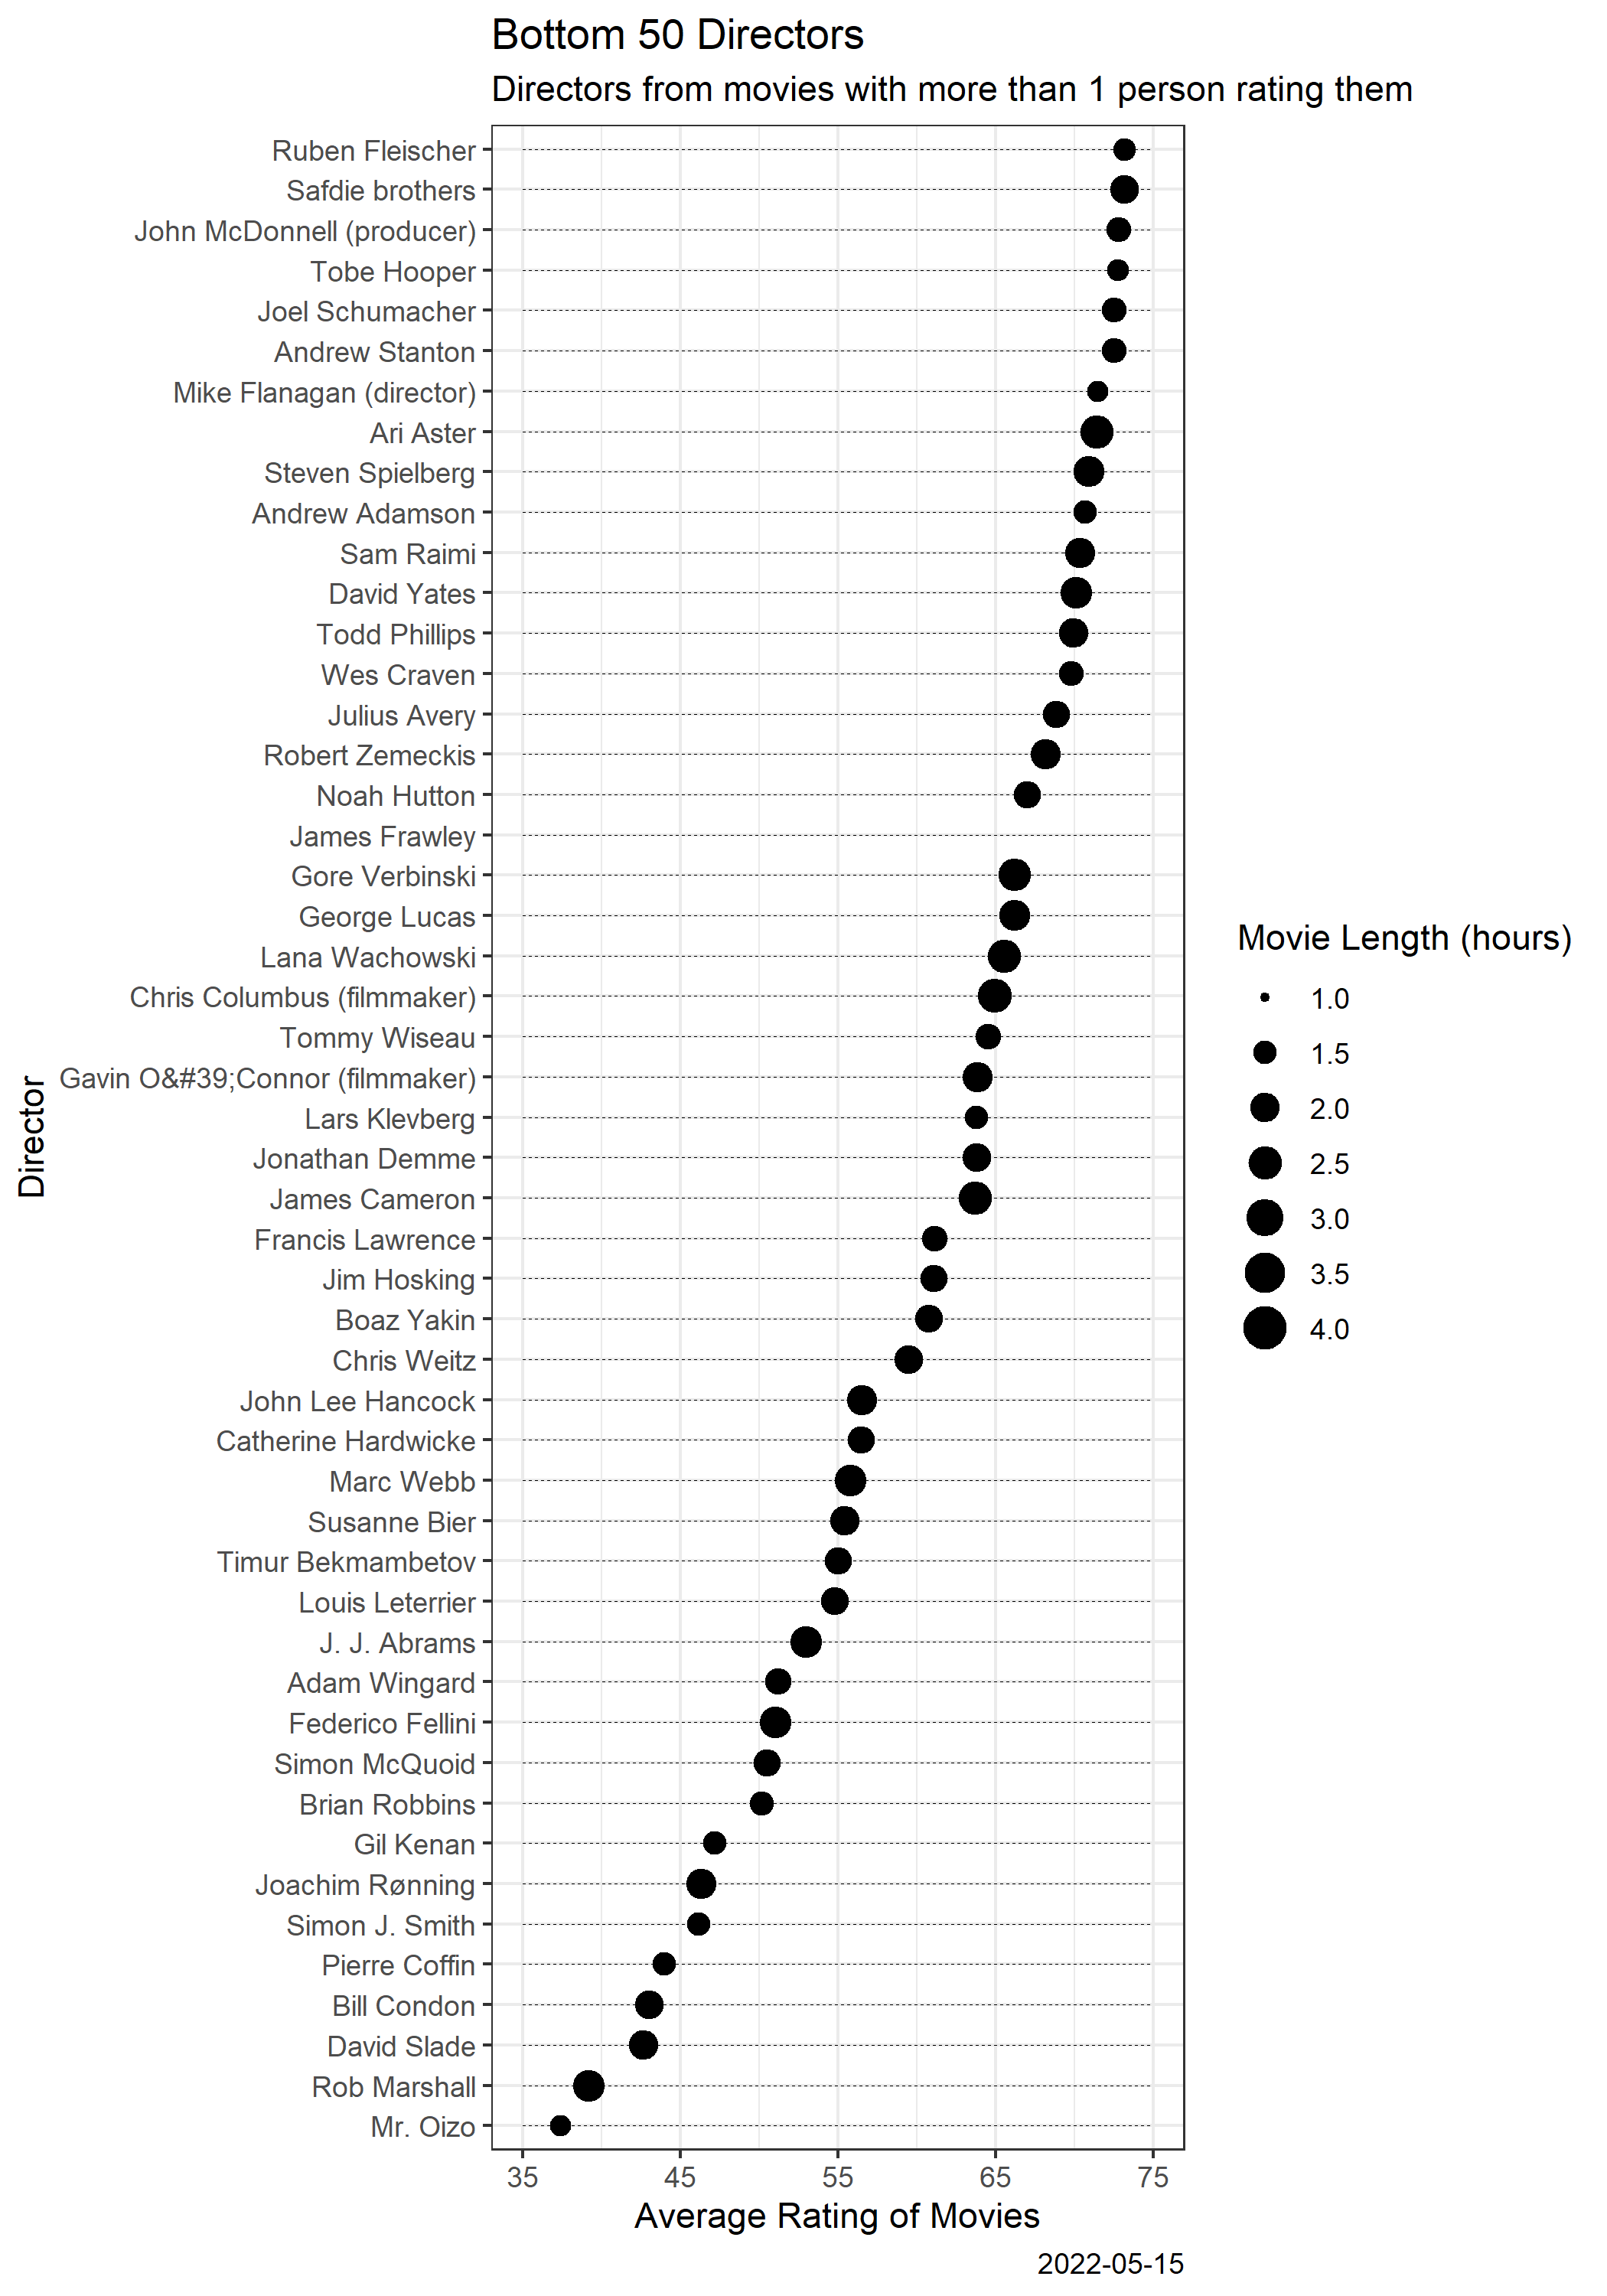 Bottom 50 Directors
Directors from movies with more than 1 person rating them
Ruben Fleischer
Safdie brothers
John McDonnell (producer)
Tobe Hooper
Joel Schumacher
Andrew Stanton
Mike Flanagan (director)
Ari Aster
Steven Spielberg
Andrew Adamson
Sam Raimi
David Yates
Todd Phillips
Wes Craven
Julius Avery
Robert Zemeckis
Noah Hutton
James Frawley
Gore Verbinski
George Lucas
Lana Wachowski
Chris Columbus (filmmaker)
Tommy Wiseau
Gavin O&#39;Connor (filmmaker)
Lars Klevberg
Jonathan Demme
James Cameron
Francis Lawrence
Jim Hosking
Boaz Yakin
Chris Weitz
John Lee Hancock
Catherine Hardwicke
Marc Webb
Susanne Bier
Timur Bekmambetov
Louis Leterrier
J. J. Abrams
Adam Wingard
Federico Fellini
Simon McQuoid
Brian Robbins
Gil Kenan
Joachim Rønning
Simon J. Smith
Pierre Coffin
Bill Condon
David Slade
Rob Marshall
Mr. Oizo
Director
35 45 55 65 75
Average Rating of Movies
2022-05-15
Movie Length (hours)
1.0
1.5
2.0
2.5
3.0
3.5
4.0